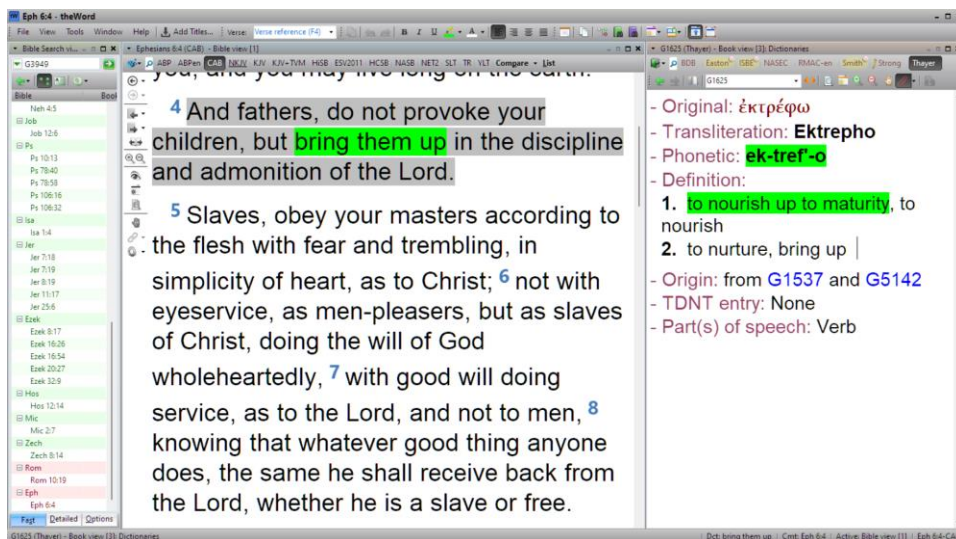 Eph 6:4 - theWord
File View Tools Window Help Add Titles... Verse: Verse reference (F4)
Bible Search vi...
G3949
Bible Book
Neh 4:5
Job
Job 12:6
Ps
Ps 10:13
Ps 78:40
Ps 78:58
Ps 106:16
Ps 106:32
Isa
Isa 1:4
Jer
Jer 7:18
Jer 7:19
Jer 8:19
Jer 11:17
Jer 25:6
Ezek
Ezek 8:17
Ezek 16:26
Ezek 16:54
Ezek 20:27
Ezek 32:9
Hos
Hos 12:14
Mic
Mic 2:7
Zech
Zech 8:14
Rom
Rom 10:19
Eph
Eph 6:4
Fast Detailed Options
Ephesians 6:4 (CAB) - Bible view [1]
ABP ABPen CAB NKJV KJV KJV+TVM HiSB ESV2011 HCSB NASB NET2 SLT TR VLT Compare List
you, and you may live long on the earth.
4 And fathers, do not provoke your
children, but bring them up in the discipline
and admonition of the Lord.
5 Slaves, obey your masters according to
the flesh with fear and trembling, in
simplicity of heart, as to Christ; 6 not with
eyeservice, as men-pleasers, but as slaves
of Christ, doing the will of God
wholeheartedly, 7 with good will doing
service, as to the Lord, and not to men, 8
knowing that whatever good thing anyone
does, the same he shall receive back from
the Lord, whether he is a slave or free.
G1625 (Thayer) - Book view [3]: Dictionaries
BDB Easton ISBE NASEC RMAC-en Smith Strong Thayer
G1625
- Original: ἐκτρέφω
- Transliteration: Ektrepho
- Phonetic: ek-tref'-o
- Definition:
1. to nourish up to maturity, to
nourish
2. to nurture, bring up
- Origin: from G1537 and G5142
- TDNT entry: None
- Part(s) of speech: Verb
G1625 (Thayer) - Book view [3]: Dictionaries
Dct: bring them up Cmt: Eph 6:4 Active: Bible view [1] Eph 6:4-CA